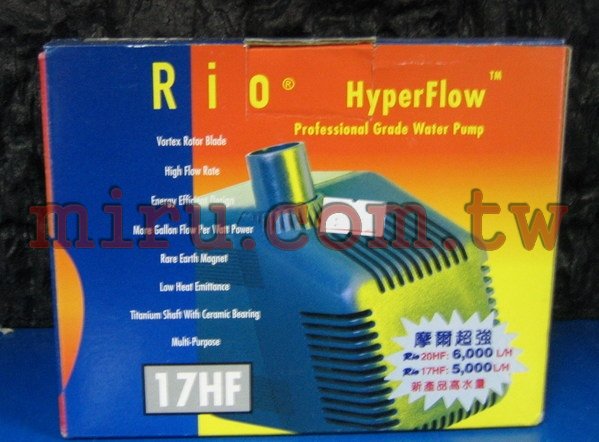 Rio® HyperFlow™
Professional Grade Water Pump
Vortex Rotor Blade
High Flow Rate
Energy Efficient Design
More Gallon Flow Per Watt Power
Rare Earth Magnet
Low Heat Emittance
Titanium Shaft With Ceramic Bearing
Multi-Purpose
17HF
摩爾超強
Rio 20HF: 6,000 L/H
Rio 17HF: 5,000 L/H
新產品高水量
miru.com.tw